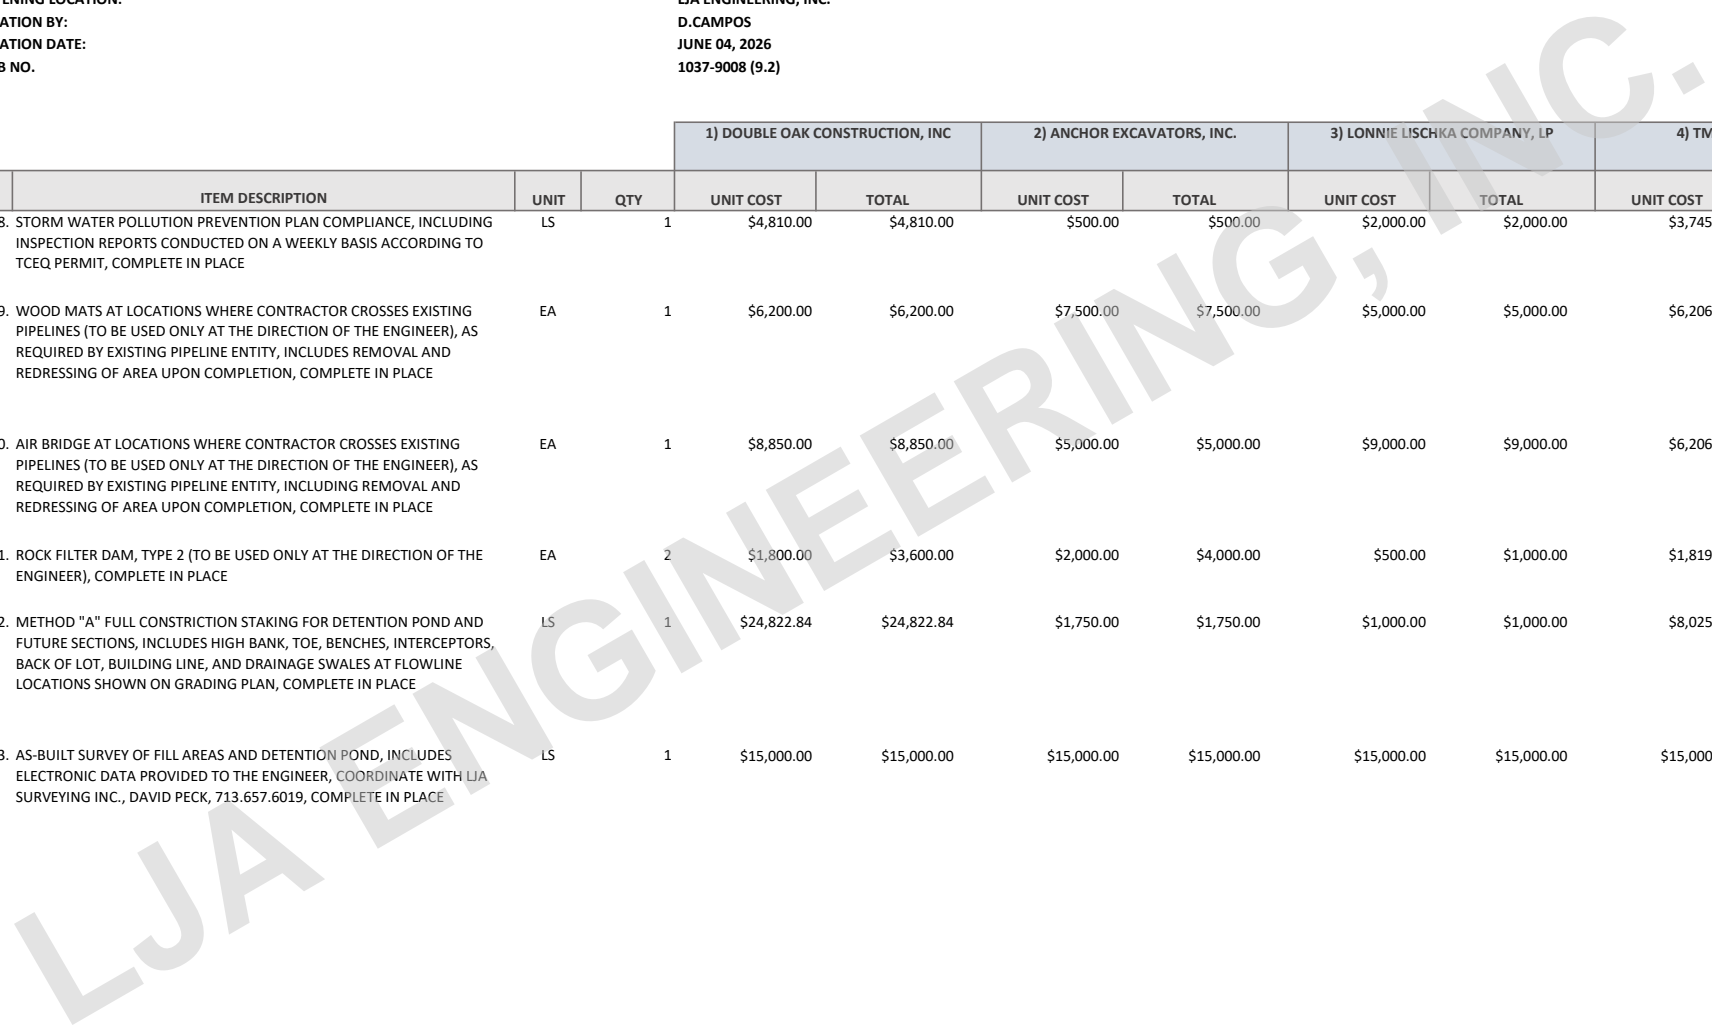 ENING LOCATION: LJA ENGINEERING, INC.
ATION BY: D.CAMPOS
ATION DATE: JUNE 04, 2026
B NO. 1037-9008 (9.2)
1) DOUBLE OAK CONSTRUCTION, INC 2) ANCHOR EXCAVATORS, INC. 3) LONNIE LISCHKA COMPANY, LP 4) TM
ITEM DESCRIPTION UNIT QTY UNIT COST TOTAL UNIT COST TOTAL UNIT COST TOTAL UNIT COST
8. STORM WATER POLLUTION PREVENTION PLAN COMPLIANCE, INCLUDING LS 1 $4,810.00 $4,810.00 $500.00 $500.00 $2,000.00 $2,000.00 $3,745
INSPECTION REPORTS CONDUCTED ON A WEEKLY BASIS ACCORDING TO
TCEQ PERMIT, COMPLETE IN PLACE
9. WOOD MATS AT LOCATIONS WHERE CONTRACTOR CROSSES EXISTING EA 1 $6,200.00 $6,200.00 $7,500.00 $7,500.00 $5,000.00 $5,000.00 $6,206
PIPELINES (TO BE USED ONLY AT THE DIRECTION OF THE ENGINEER), AS
REQUIRED BY EXISTING PIPELINE ENTITY, INCLUDES REMOVAL AND
REDRESSING OF AREA UPON COMPLETION, COMPLETE IN PLACE
0. AIR BRIDGE AT LOCATIONS WHERE CONTRACTOR CROSSES EXISTING EA 1 $8,850.00 $8,850.00 $5,000.00 $5,000.00 $9,000.00 $9,000.00 $6,206
PIPELINES (TO BE USED ONLY AT THE DIRECTION OF THE ENGINEER), AS
REQUIRED BY EXISTING PIPELINE ENTITY, INCLUDING REMOVAL AND
REDRESSING OF AREA UPON COMPLETION, COMPLETE IN PLACE
1. ROCK FILTER DAM, TYPE 2 (TO BE USED ONLY AT THE DIRECTION OF THE EA 2 $1,800.00 $3,600.00 $2,000.00 $4,000.00 $500.00 $1,000.00 $1,819
ENGINEER), COMPLETE IN PLACE
2. METHOD "A" FULL CONSTRICTION STAKING FOR DETENTION POND AND LS 1 $24,822.84 $24,822.84 $1,750.00 $1,750.00 $1,000.00 $1,000.00 $8,025
FUTURE SECTIONS, INCLUDES HIGH BANK, TOE, BENCHES, INTERCEPTORS,
BACK OF LOT, BUILDING LINE, AND DRAINAGE SWALES AT FLOWLINE
LOCATIONS SHOWN ON GRADING PLAN, COMPLETE IN PLACE
3. AS-BUILT SURVEY OF FILL AREAS AND DETENTION POND, INCLUDES LS 1 $15,000.00 $15,000.00 $15,000.00 $15,000.00 $15,000.00 $15,000.00 $15,000
ELECTRONIC DATA PROVIDED TO THE ENGINEER, COORDINATE WITH LJA
SURVEYING INC., DAVID PECK, 713.657.6019, COMPLETE IN PLACE
LJA ENGINEERING, INC.